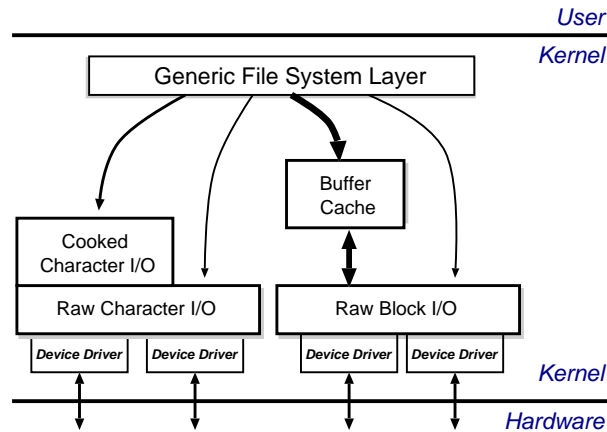 User
Kernel
Generic File System Layer
Buffer
Cache
Cooked
Character I/O
Raw Character I/O
Raw Block I/O
Device Driver
Device Driver
Device Driver
Device Driver
Kernel
Hardware